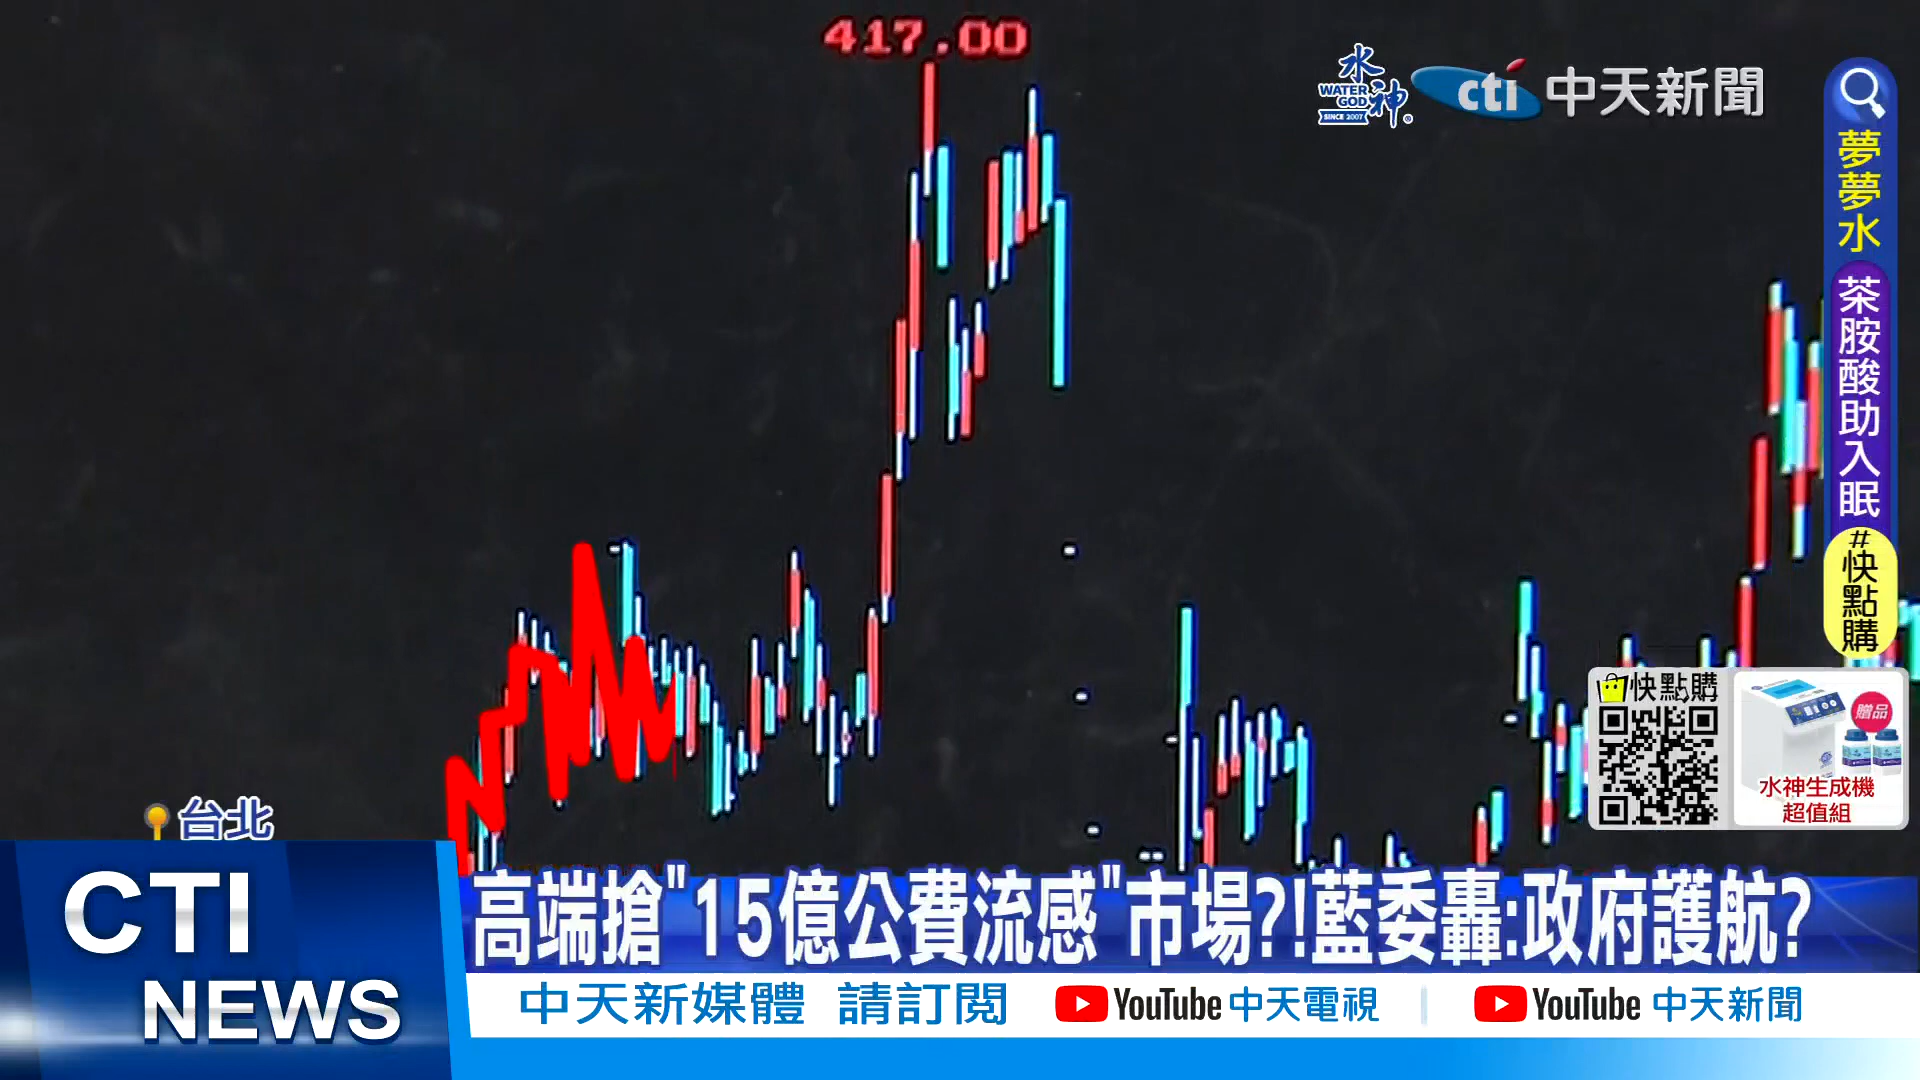 417.00
水神
WATER GOD
SINCE 2007
cti 中天新聞
夢夢水
茶胺酸助入眠
#快點購
快點購
贈品
水神生成機
超值組
台北
CTI NEWS
高端搶"15億公費流感"市場?!藍委轟:政府護航?
中天新媒體 請訂閱 YouTube 中天電視 | YouTube 中天新聞